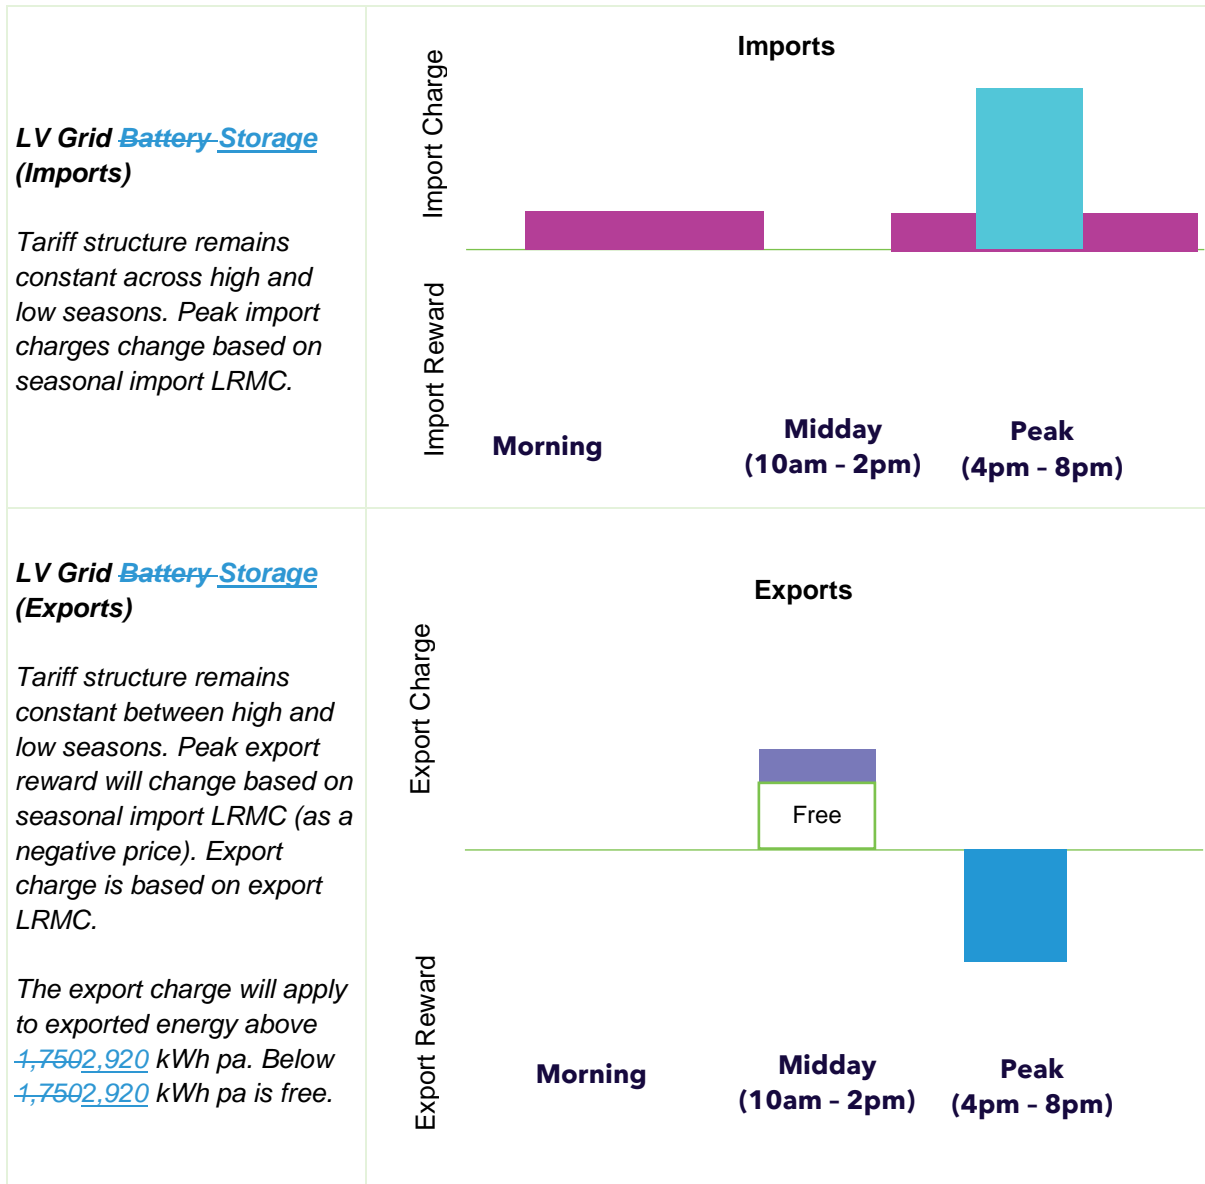 LV Grid Battery Storage
(Imports)
Tariff structure remains
constant across high and
low seasons. Peak import
charges change based on
seasonal import LRMC.
Imports
Import Charge
Import Reward
Morning
Midday
(10am – 2pm)
Peak
(4pm – 8pm)
LV Grid Battery Storage
(Exports)
Tariff structure remains
constant between high and
low seasons. Peak export
reward will change based on
seasonal import LRMC (as a
negative price). Export
charge is based on export
LRMC.
The export charge will apply
to exported energy above
1,7502,920 kWh pa. Below
1,7502,920 kWh pa is free.
Exports
Export Charge
Export Reward
Free
Morning
Midday
(10am – 2pm)
Peak
(4pm – 8pm)